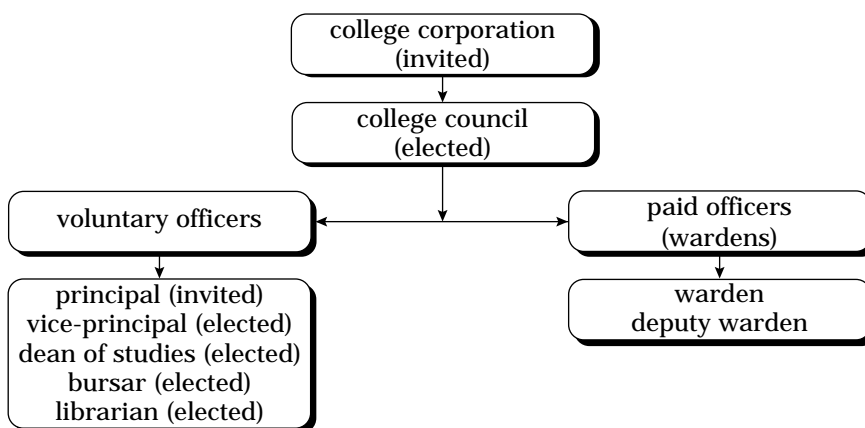 college corporation
(invited)
college council
(elected)
voluntary officers
paid officers
(wardens)
principal (invited)
vice-principal (elected)
dean of studies (elected)
bursar (elected)
librarian (elected)
warden
deputy warden